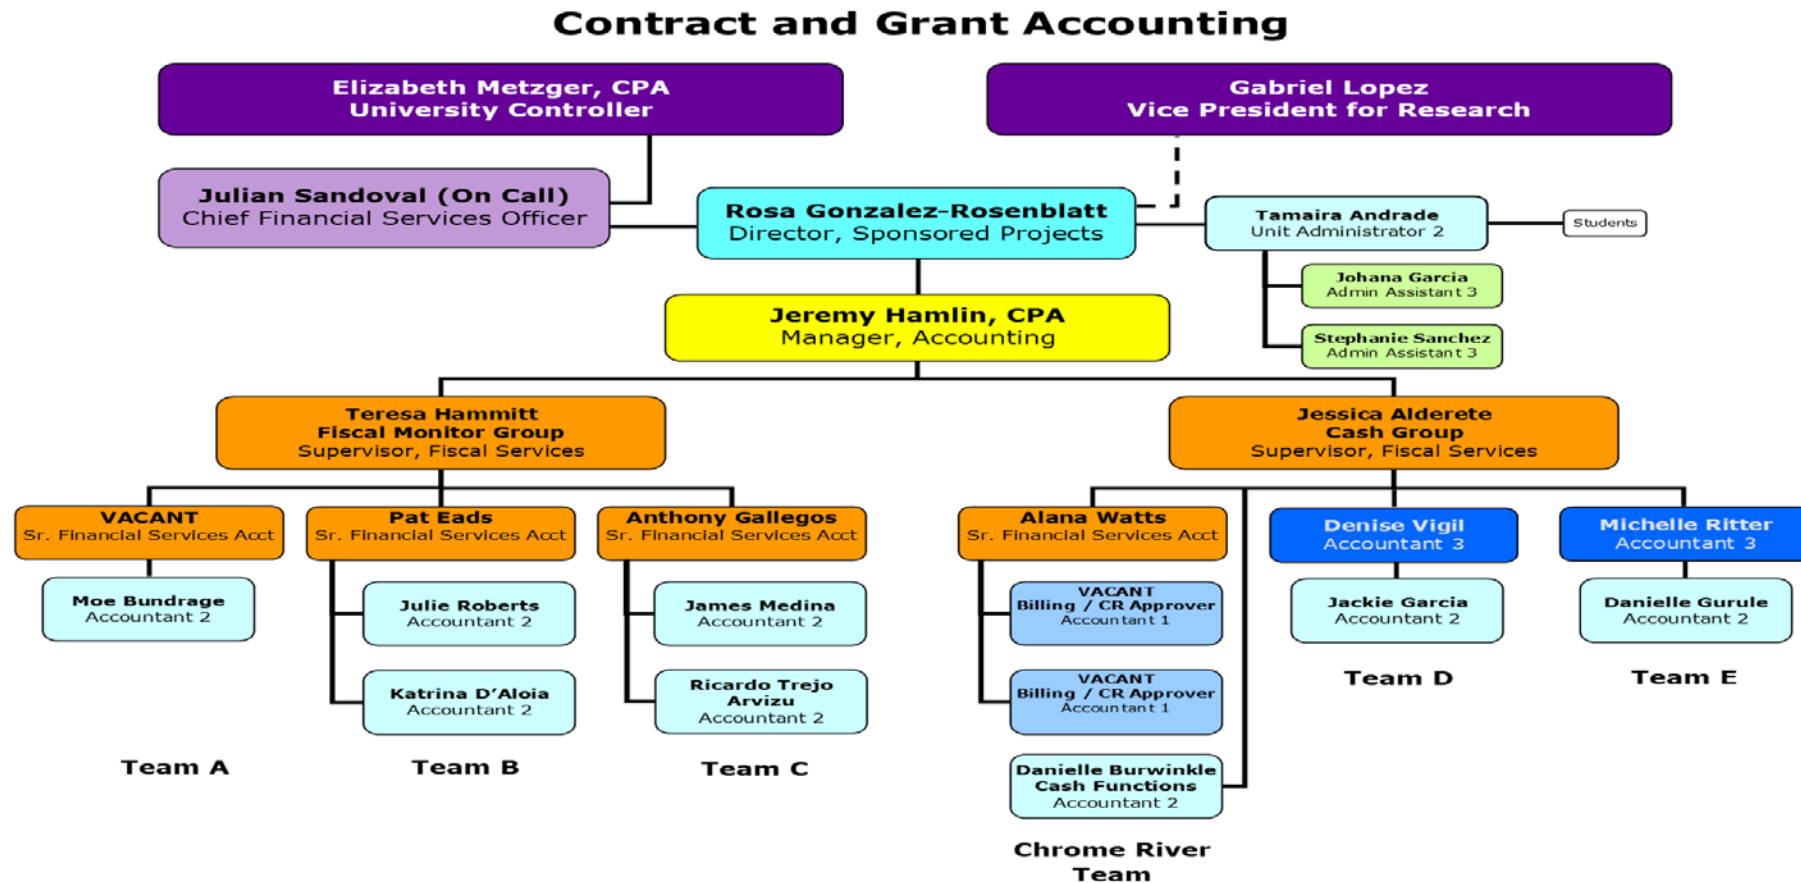 Contract and Grant Accounting
Elizabeth Metzger, CPA
University Controller
Gabriel Lopez
Vice President for Research
Julian Sandoval (On Call)
Chief Financial Services Officer
Rosa Gonzalez-Rosenblatt
Director, Sponsored Projects
Tamaira Andrade
Unit Administrator 2
Students
Johana Garcia
Admin Assistant 3
Stephanie Sanchez
Admin Assistant 3
Jeremy Hamlin, CPA
Manager, Accounting
Teresa Hammitt
Fiscal Monitor Group
Supervisor, Fiscal Services
Jessica Alderete
Cash Group
Supervisor, Fiscal Services
VACANT
Sr. Financial Services Acct
Pat Eads
Sr. Financial Services Acct
Anthony Gallegos
Sr. Financial Services Acct
Alana Watts
Sr. Financial Services Acct
Denise Vigil
Accountant 3
Michelle Ritter
Accountant 3
Moe Bundrage
Accountant 2
Julie Roberts
Accountant 2
James Medina
Accountant 2
VACANT
Billing / CR Approver
Accountant 1
Jackie Garcia
Accountant 2
Danielle Gurule
Accountant 2
Katrina D’Aloia
Accountant 2
Ricardo Trejo
Arvizu
Accountant 2
VACANT
Billing / CR Approver
Accountant 1
Team D
Team E
Team A
Team B
Team C
Danielle Burwinkle
Cash Functions
Accountant 2
Chrome River
Team